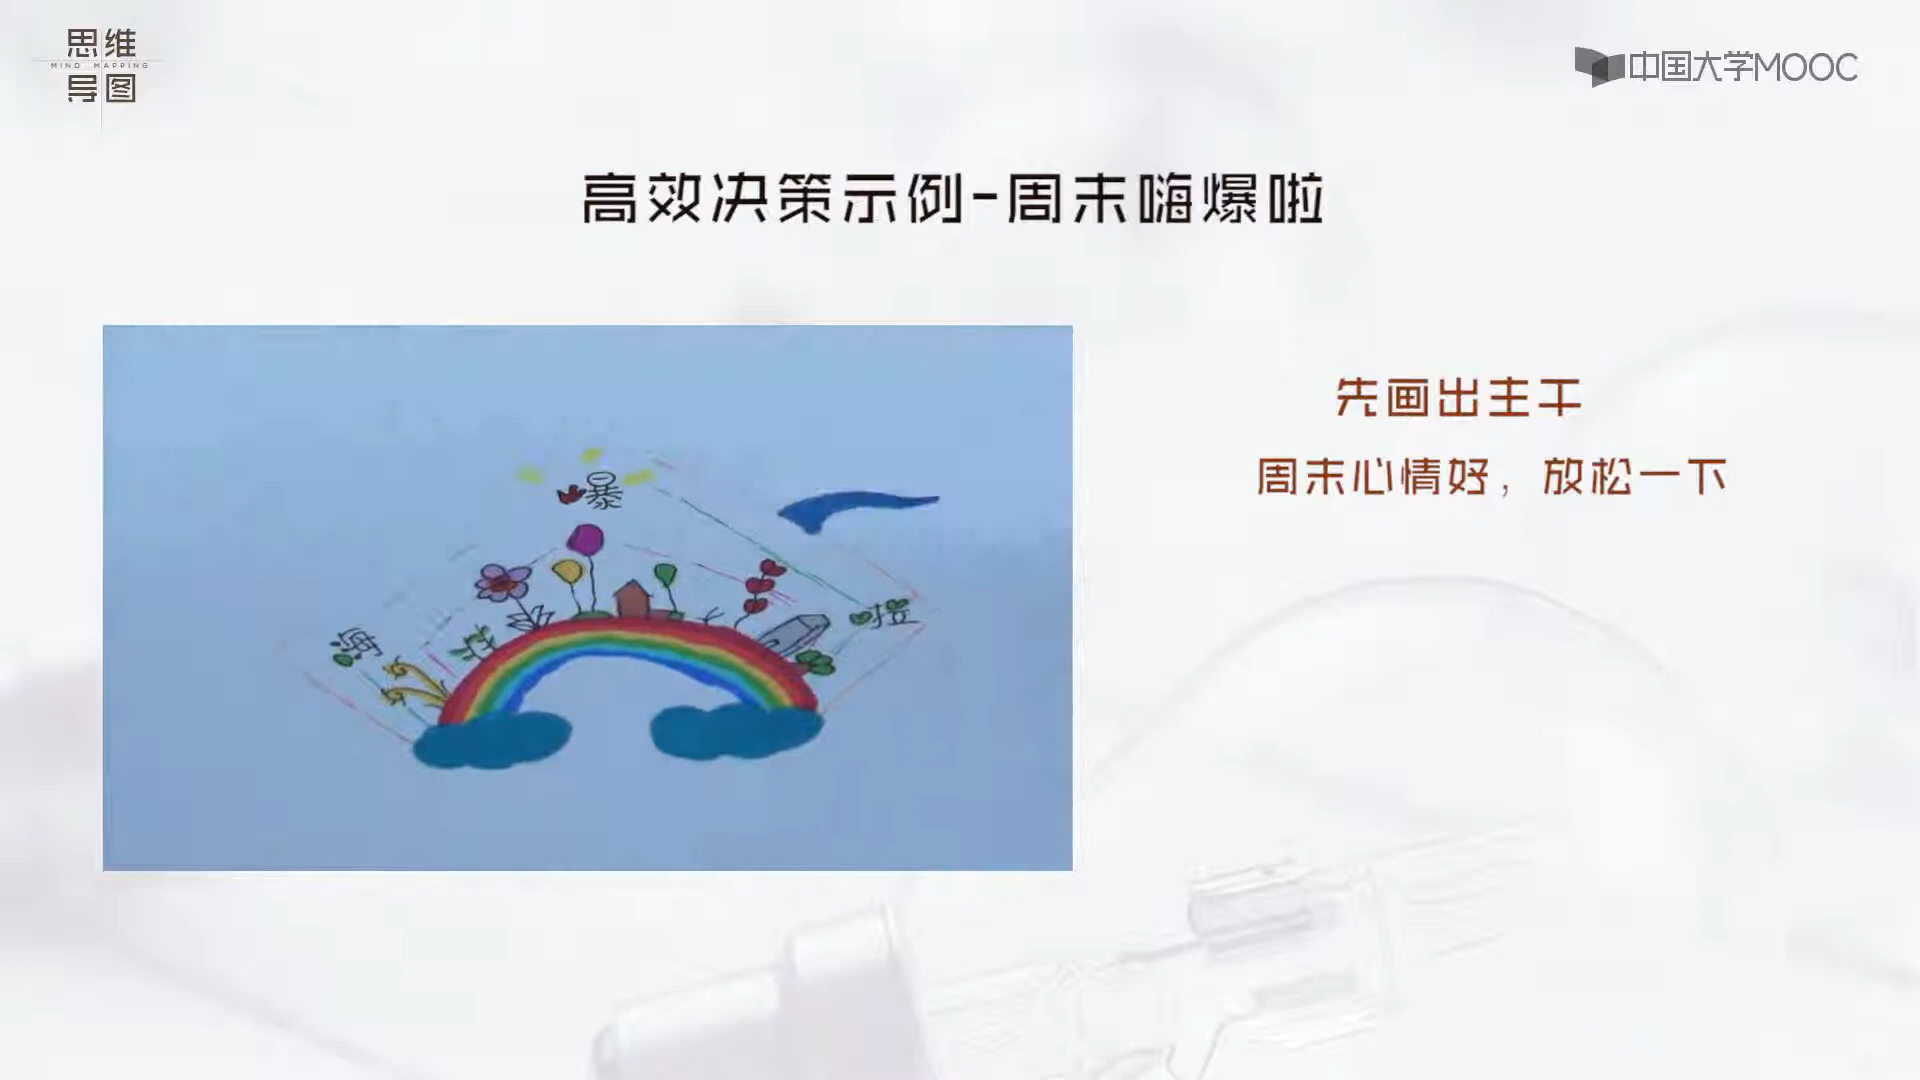 思维
MIND MAPPING
导图
中国大学MOOC
高效决策示例-周末嗨爆啦
先画出主干
周末心情好，放松一下
嗨
爆
啦